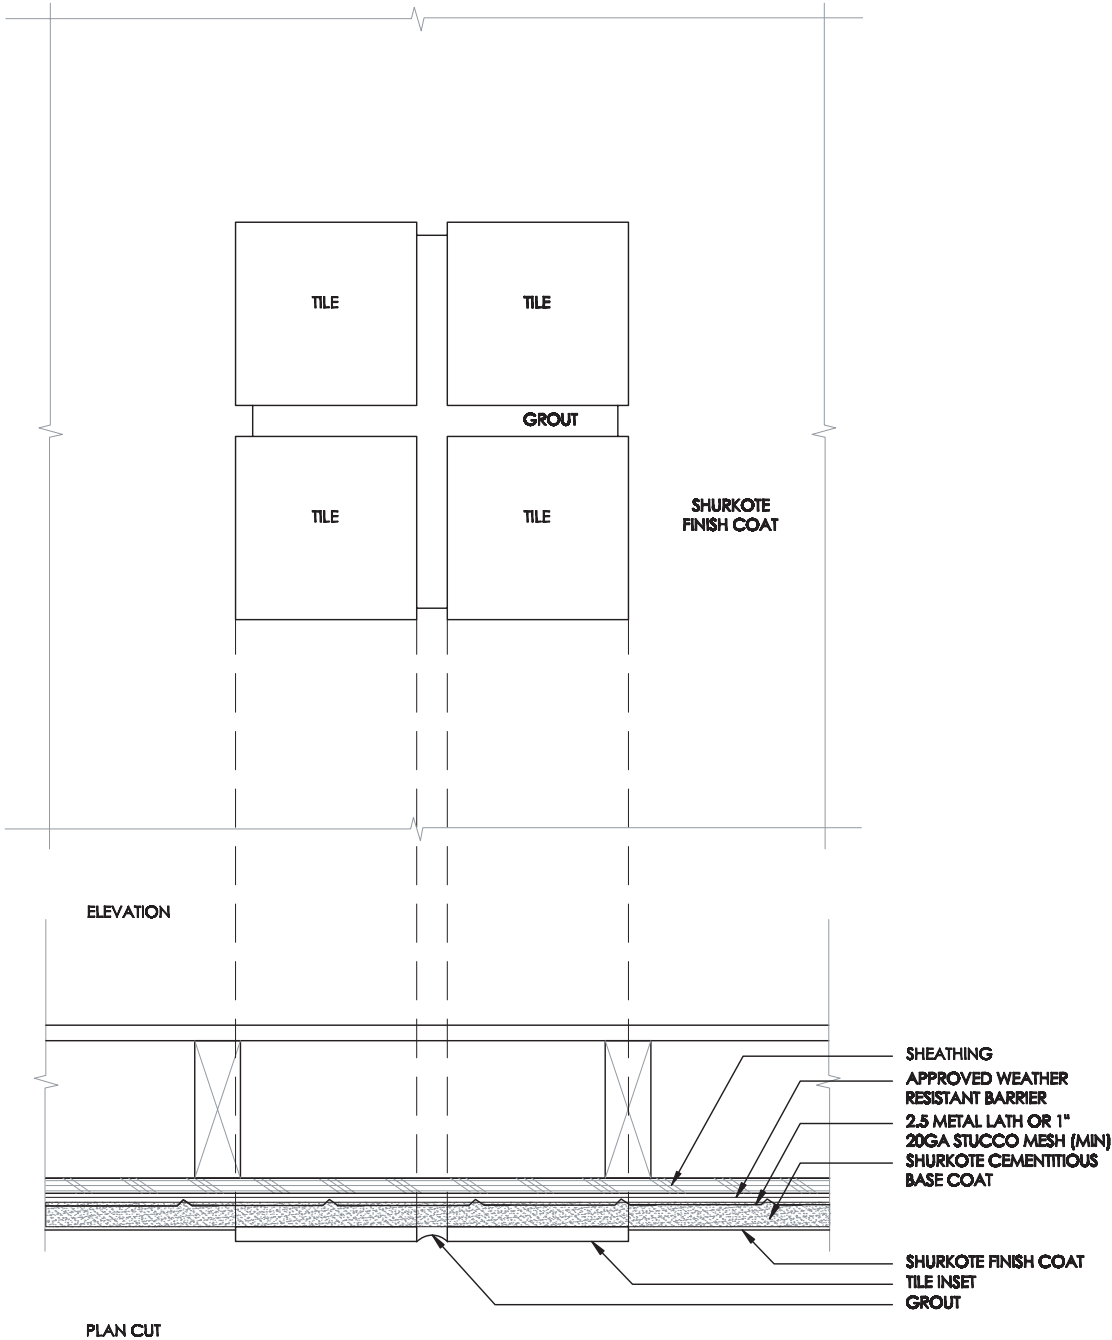 TILE
TILE
GROUT
TILE
TILE
SHURKOTE
FINISH COAT
ELEVATION
SHEATHING
APPROVED WEATHER
RESISTANT BARRIER
2.5 METAL LATH OR 1"
20GA STUCCO MESH (MIN)
SHURKOTE CEMENTITIOUS
BASE COAT
SHURKOTE FINISH COAT
TILE INSET
GROUT
PLAN CUT